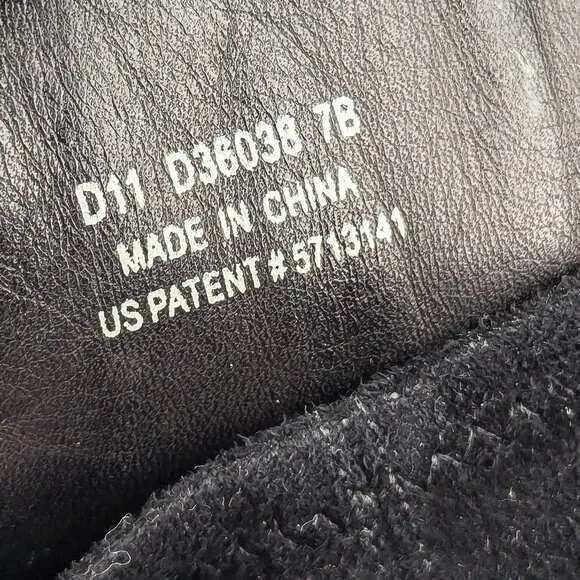 D11 D36038 7B
MADE IN CHINA
US PATENT # 5713141